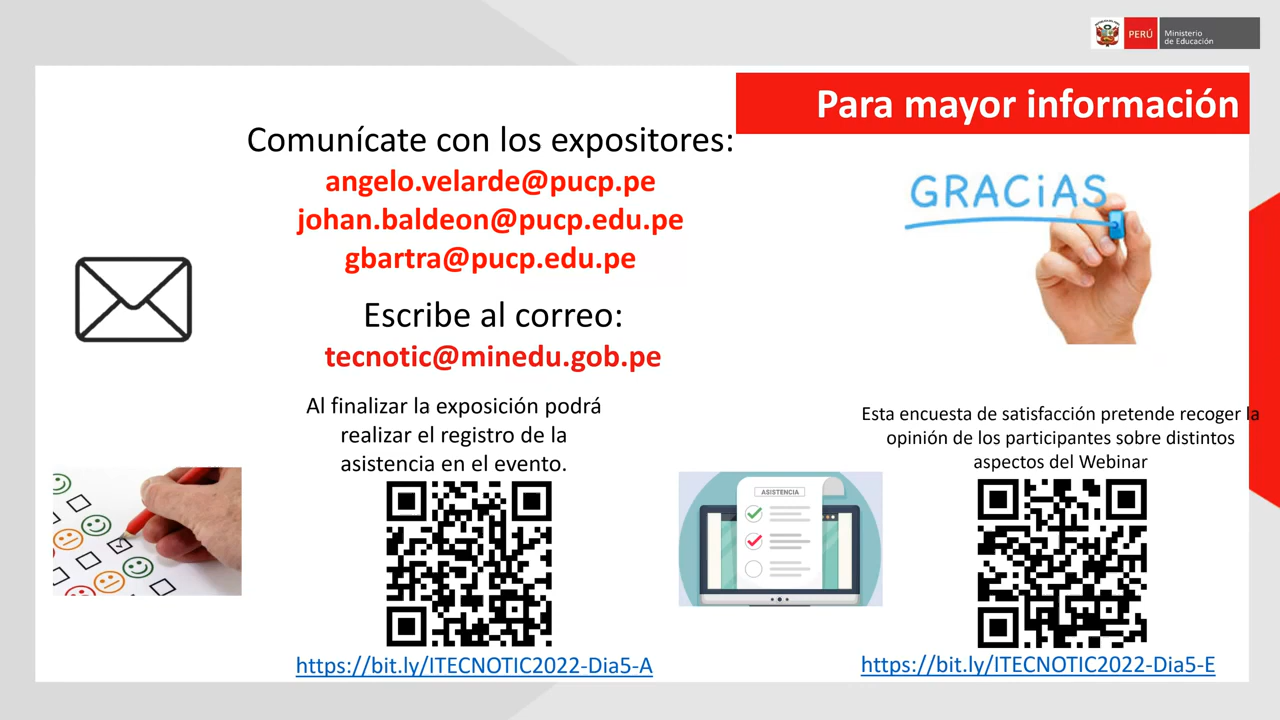 PERÚ
Ministerio
de Educación
Para mayor información
Comunícate con los expositores:
angelo.velarde@pucp.pe
johan.baldeon@pucp.edu.pe
gbartra@pucp.edu.pe
GRACiAS
Escribe al correo:
tecnotic@minedu.gob.pe
Al finalizar la exposición podrá
realizar el registro de la
asistencia en el evento.
https://bit.ly/ITECNOTIC2022-Dia5-A
ASISTENCIA
Esta encuesta de satisfacción pretende recoger la
opinión de los participantes sobre distintos
aspectos del Webinar
https://bit.ly/ITECNOTIC2022-Dia5-E